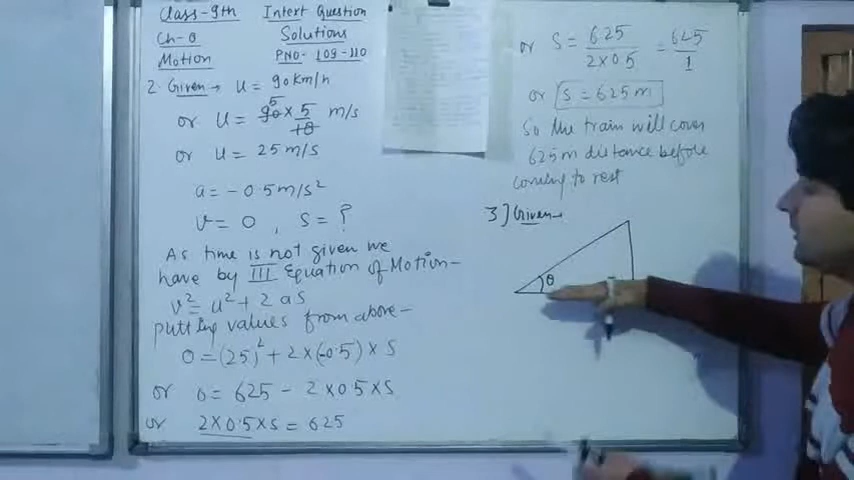 Class-9th Intext Question
Ch-8 Solutions
Motion PNO- 109-110
2. Given → u = 90 km/h
or u = 90 × 5/18 m/s
5
or u = 25 m/s
a = -0.5 m/s²
v = 0 , s = ?
As time is not given we
have by III Equation of Motion-
v² = u² + 2 as
putting values from above-
0 = (25)² + 2×(-0.5) × s
or 0 = 625 - 2×0.5×s
or 2×0.5×s = 625
or s = 625/2×0.5 = 625/1
or s = 625 m
So the train will cover
625 m distance before
coming to rest
3] Given→
θ